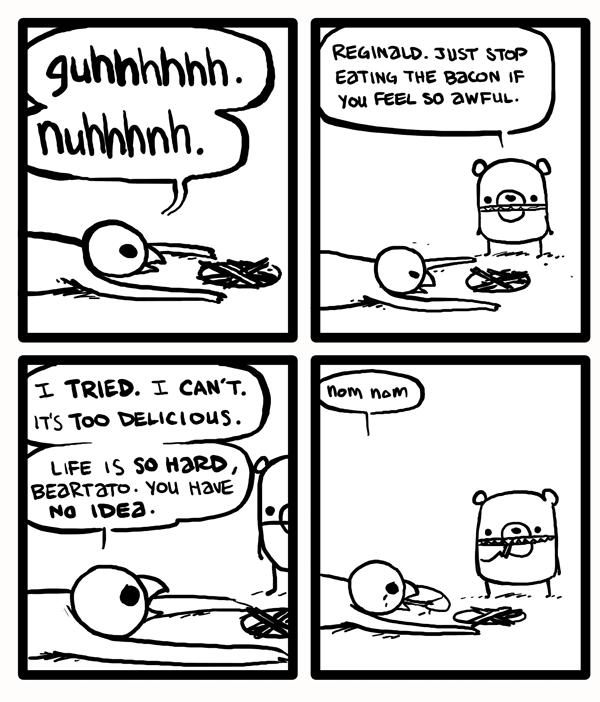 guhhhhhh.
nuhhhnh.
REGINALD. JUST STOP
EATING THE BACON IF
YOU FEEL SO AWFUL.
I TRIED. I CAN'T.
IT'S TOO DELICIOUS.
LIFE IS SO HARD,
BEARTATO. YOU HAVE
NO IDEA.
nom nom